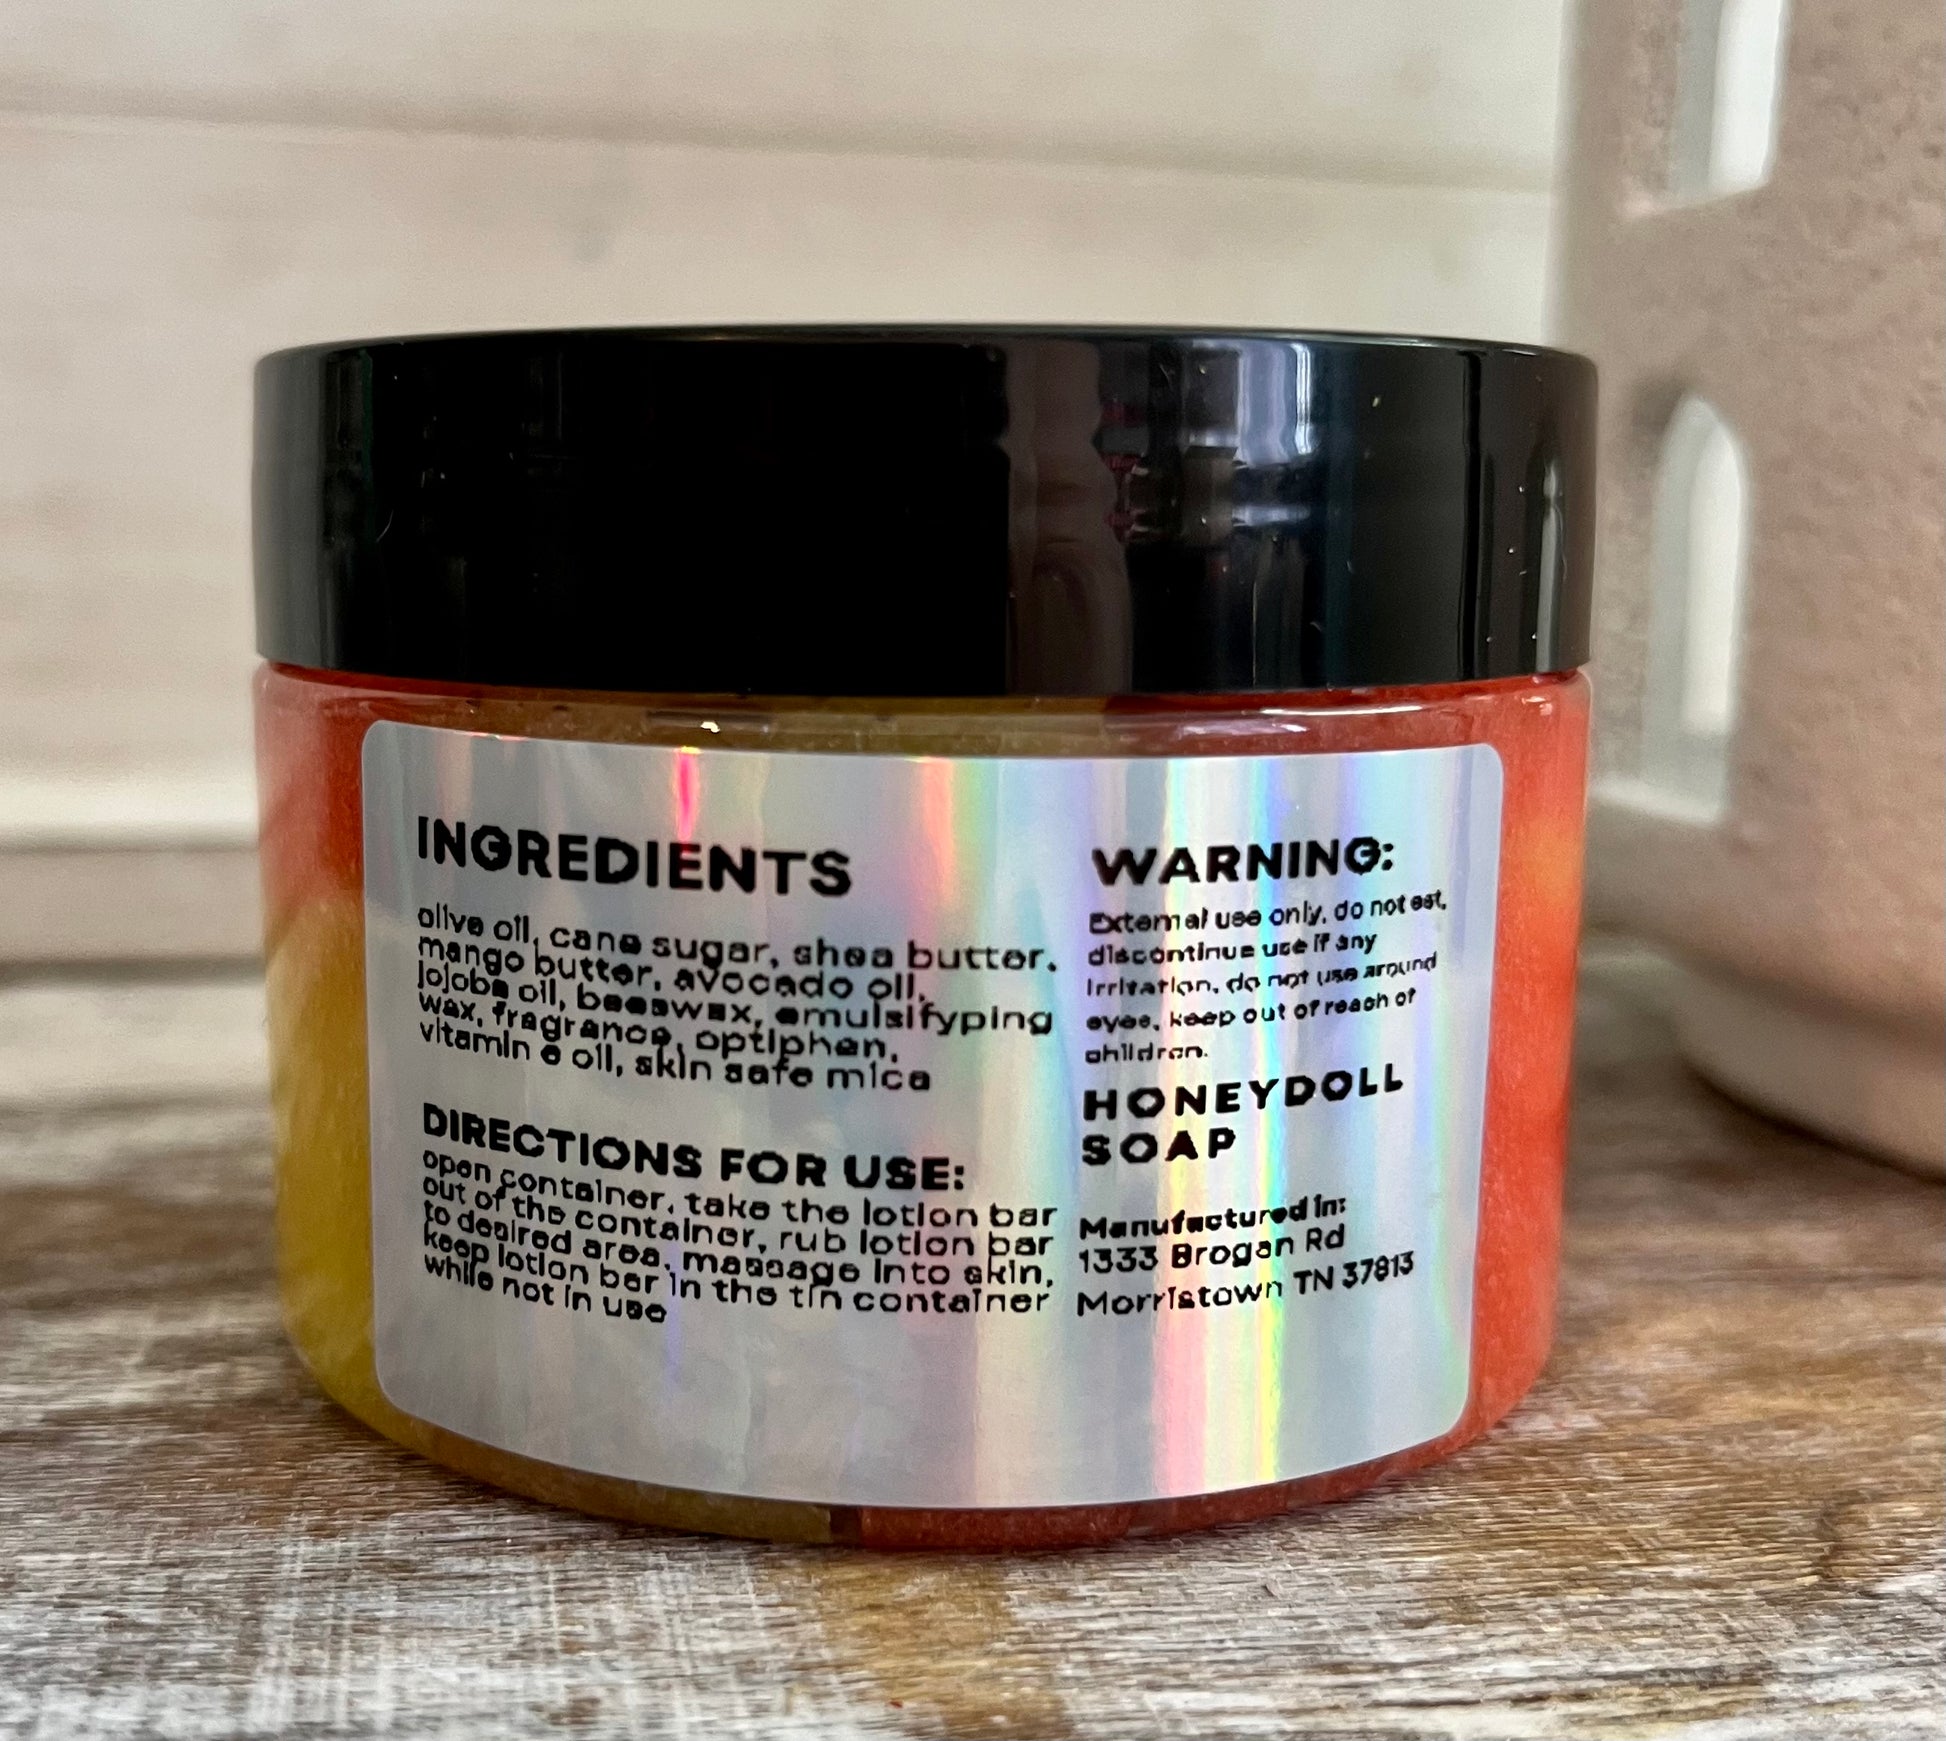 INGREDIENTS
olive oil, cane sugar, shea butter,
mango butter, avocado oil,
jojoba oil, beeswax, emulsifyping
wax, fragrance, optiphen,
vitamin e oil, skin safe mica
DIRECTIONS FOR USE:
open container, take the lotion bar
out of the container, rub lotion bar
to desired area, massage into skin,
keep lotion bar in the tin container
while not in use
WARNING:
External use only, do not eat,
discontinue use if any
irritation, do not use around
eyes, keep out of reach of
children.
HONEYDOLL
SOAP
Manufactured in:
1333 Brogan Rd
Morristown TN 37813